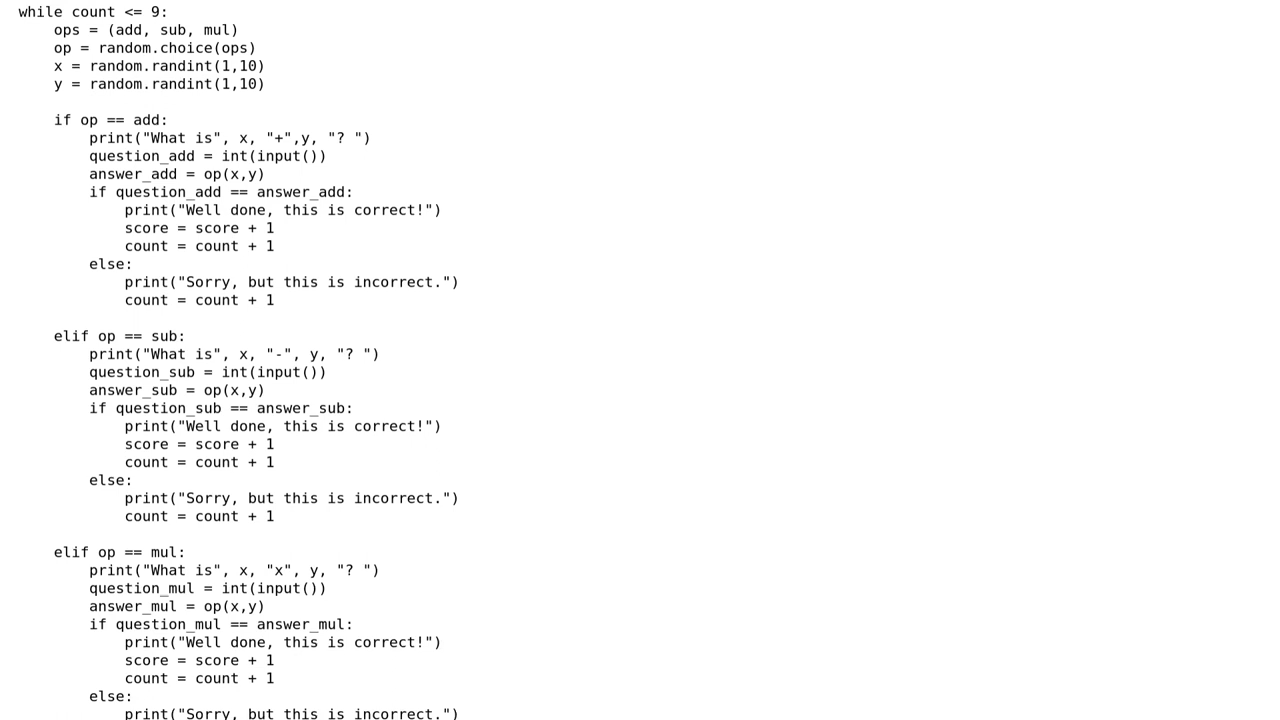 while count <= 9:
    ops = (add, sub, mul)
    op = random.choice(ops)
    x = random.randint(1,10)
    y = random.randint(1,10)

    if op == add:
        print("What is", x, "+",y, "? ")
        question_add = int(input())
        answer_add = op(x,y)
        if question_add == answer_add:
            print("Well done, this is correct!")
            score = score + 1
            count = count + 1
        else:
            print("Sorry, but this is incorrect.")
            count = count + 1

    elif op == sub:
        print("What is", x, "-", y, "? ")
        question_sub = int(input())
        answer_sub = op(x,y)
        if question_sub == answer_sub:
            print("Well done, this is correct!")
            score = score + 1
            count = count + 1
        else:
            print("Sorry, but this is incorrect.")
            count = count + 1

    elif op == mul:
        print("What is", x, "x", y, "? ")
        question_mul = int(input())
        answer_mul = op(x,y)
        if question_mul == answer_mul:
            print("Well done, this is correct!")
            score = score + 1
            count = count + 1
        else:
            print("Sorry, but this is incorrect.")